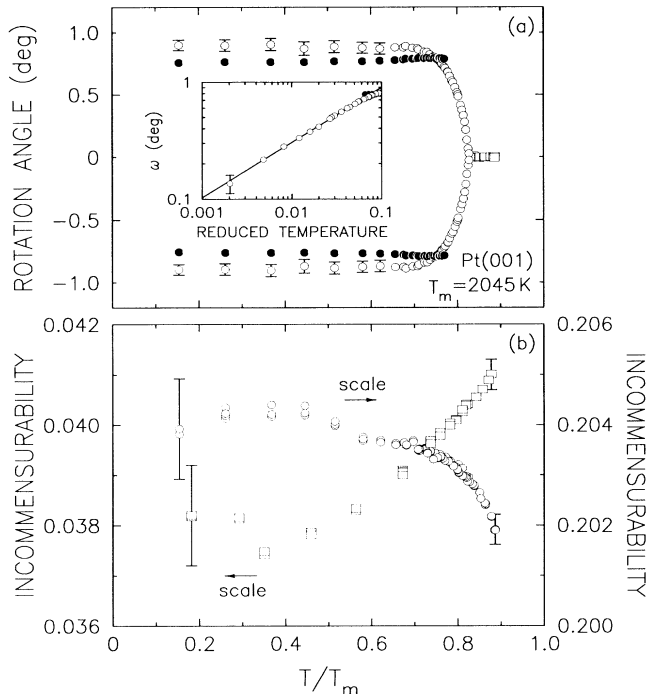 1.0
0.5
0
−0.5
−1.0
ROTATION ANGLE (deg)
(a)
1
0.1
ω (deg)
0.001
0.01
0.1
REDUCED TEMPERATURE
Pt(001)
Tm=2045K
0.042
0.040
0.038
0.036
INCOMMENSURABILITY
(b)
scale
scale
0.206
0.204
0.202
0.200
INCOMMENSURABILITY
0
0.2
0.4
0.6
0.8
1.0
T/Tm